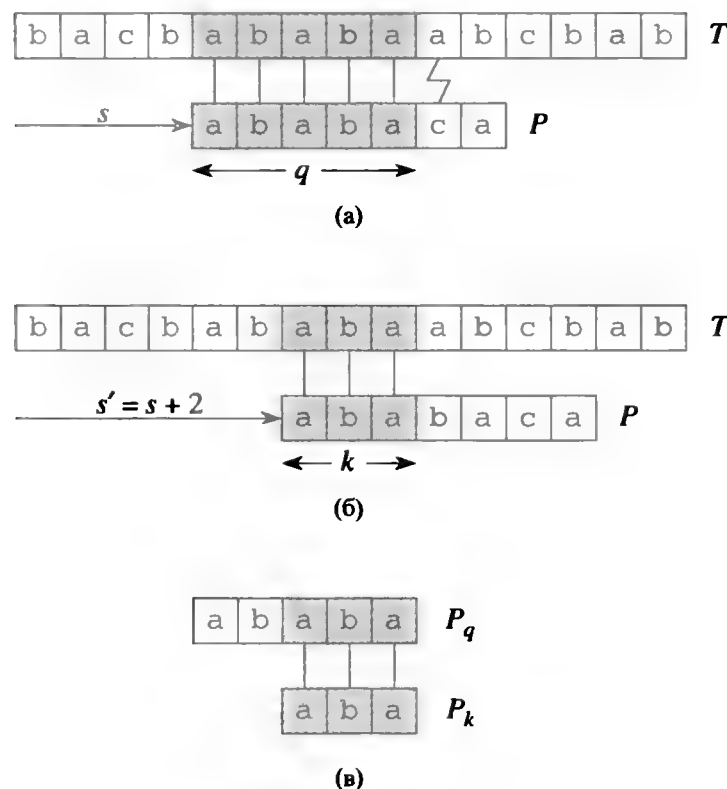 b a c b a b a b a a b c b a b T
s a b a b a c a P
q
(а)
b a c b a b a b a a b c b a b T
s′ = s + 2 a b a b a c a P
k
(б)
a b a b a P_q
a b a P_k
(в)